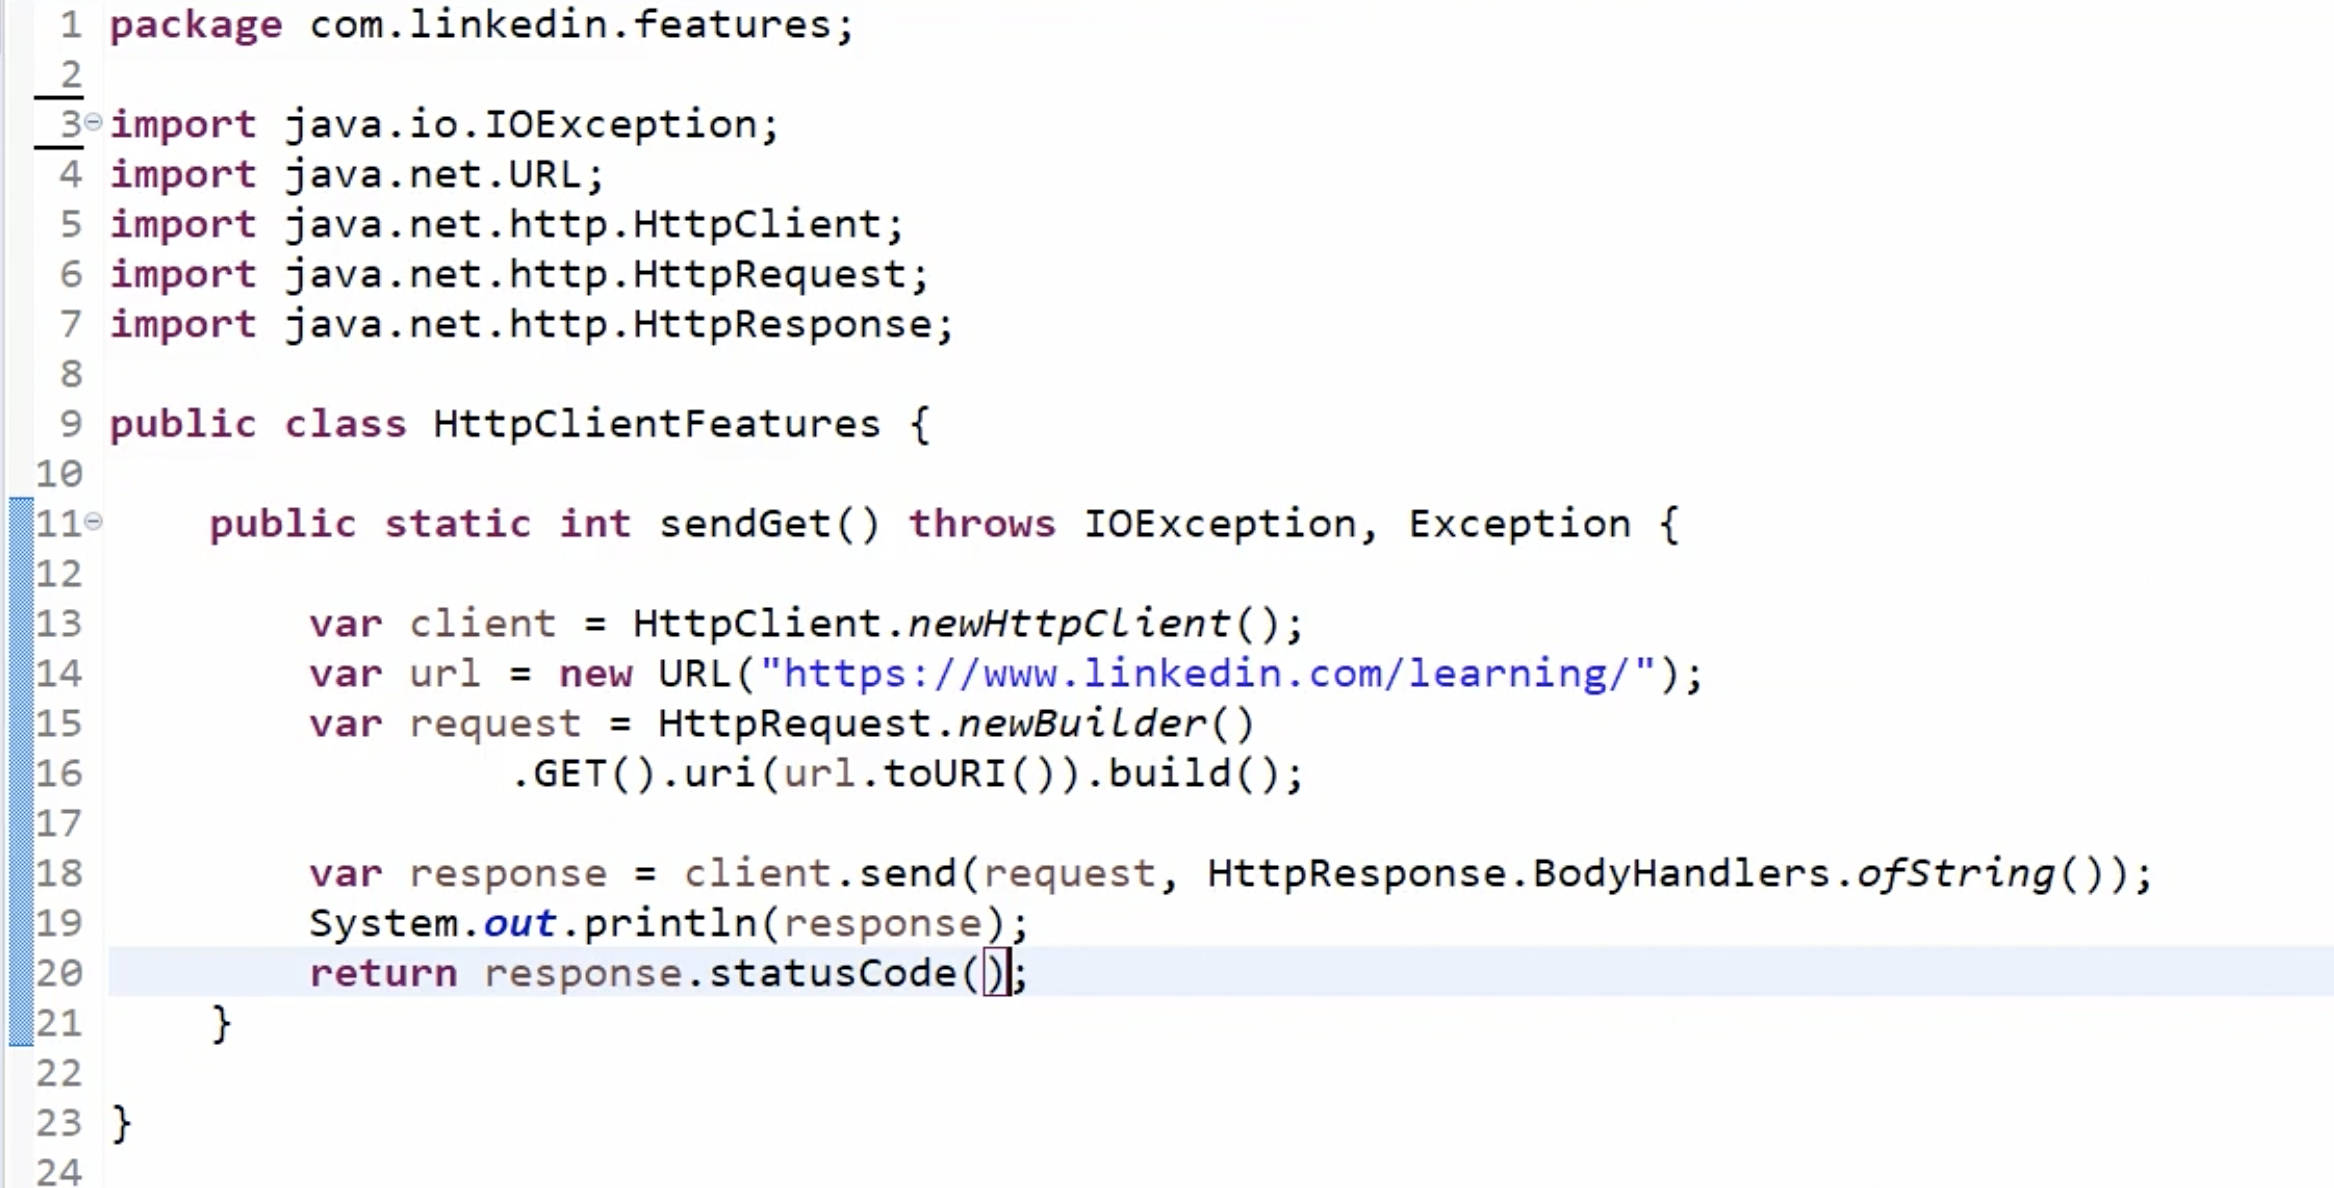 1 package com.linkedin.features;
2
3 import java.io.IOException;
4 import java.net.URL;
5 import java.net.http.HttpClient;
6 import java.net.http.HttpRequest;
7 import java.net.http.HttpResponse;
8
9 public class HttpClientFeatures {
10
11     public static int sendGet() throws IOException, Exception {
12
13         var client = HttpClient.newHttpClient();
14         var url = new URL("https://www.linkedin.com/learning/");
15         var request = HttpRequest.newBuilder()
16                 .GET().uri(url.toURI()).build();
17
18         var response = client.send(request, HttpResponse.BodyHandlers.ofString());
19         System.out.println(response);
20         return response.statusCode();
21     }
22
23 }
24